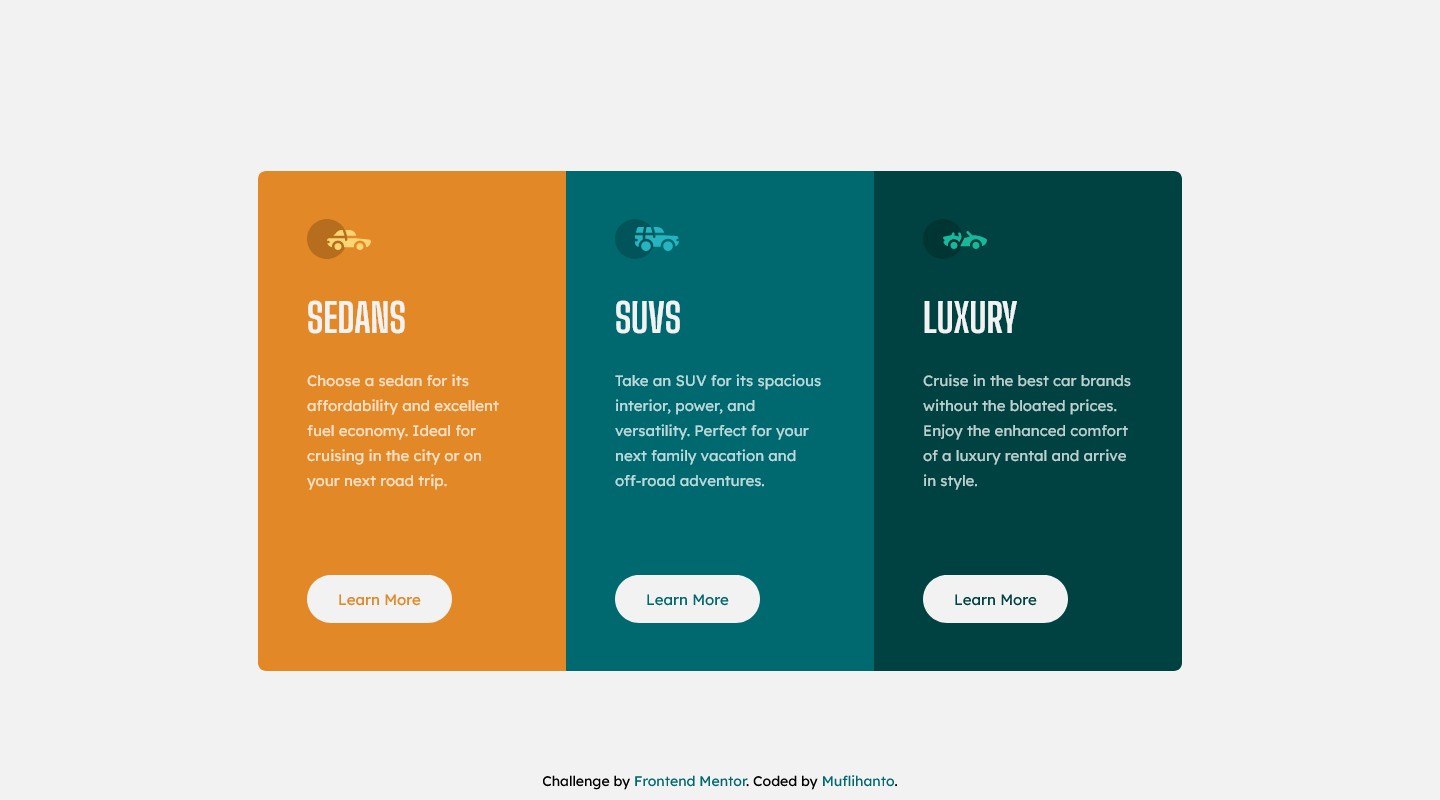 SEDANS
Choose a sedan for its
affordability and excellent
fuel economy. Ideal for
cruising in the city or on
your next road trip.
Learn More
SUVS
Take an SUV for its spacious
interior, power, and
versatility. Perfect for your
next family vacation and
off-road adventures.
Learn More
LUXURY
Cruise in the best car brands
without the bloated prices.
Enjoy the enhanced comfort
of a luxury rental and arrive
in style.
Learn More
Challenge by Frontend Mentor. Coded by Muflihanto.